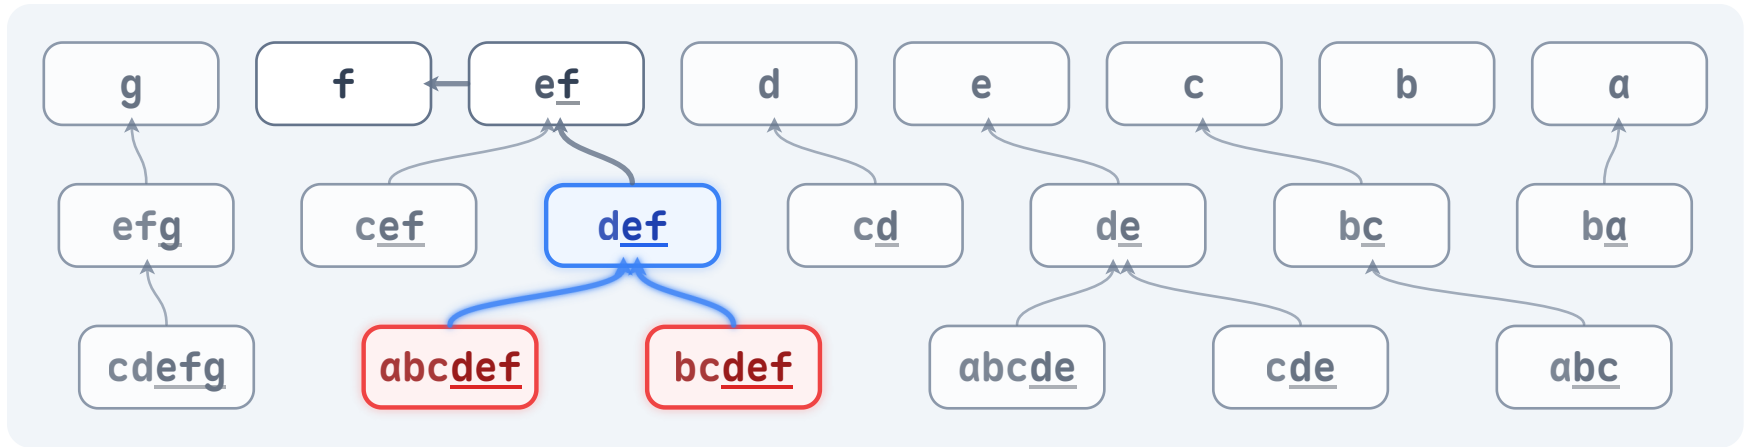 g f ef d e c b a
efg cef def cd de bc ba
cdefg abcdef bcdef abcde cde abc